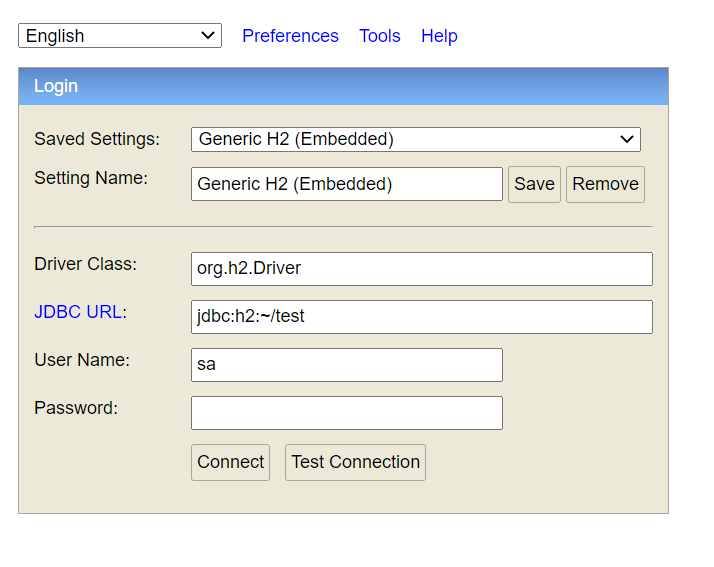 English Preferences Tools Help
Login
Saved Settings: Generic H2 (Embedded)
Setting Name: Generic H2 (Embedded) Save Remove
Driver Class: org.h2.Driver
JDBC URL: jdbc:h2:~/test
User Name: sa
Password:
Connect Test Connection